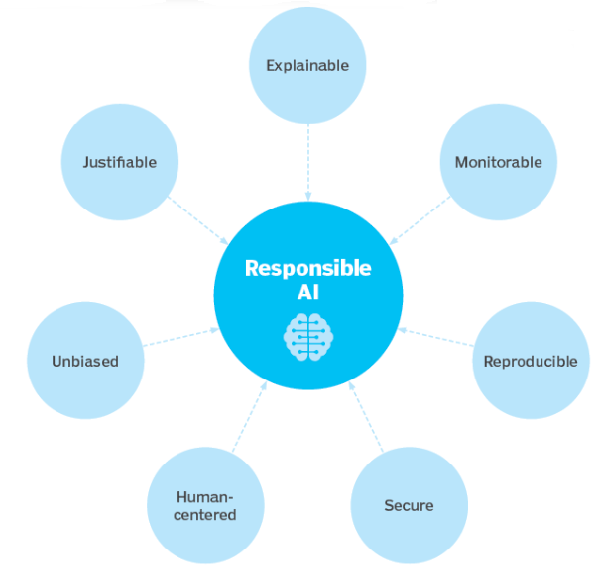 Explainable
Justifiable
Monitorable
Responsible
AI
Unbiased
Reproducible
Human-
centered
Secure